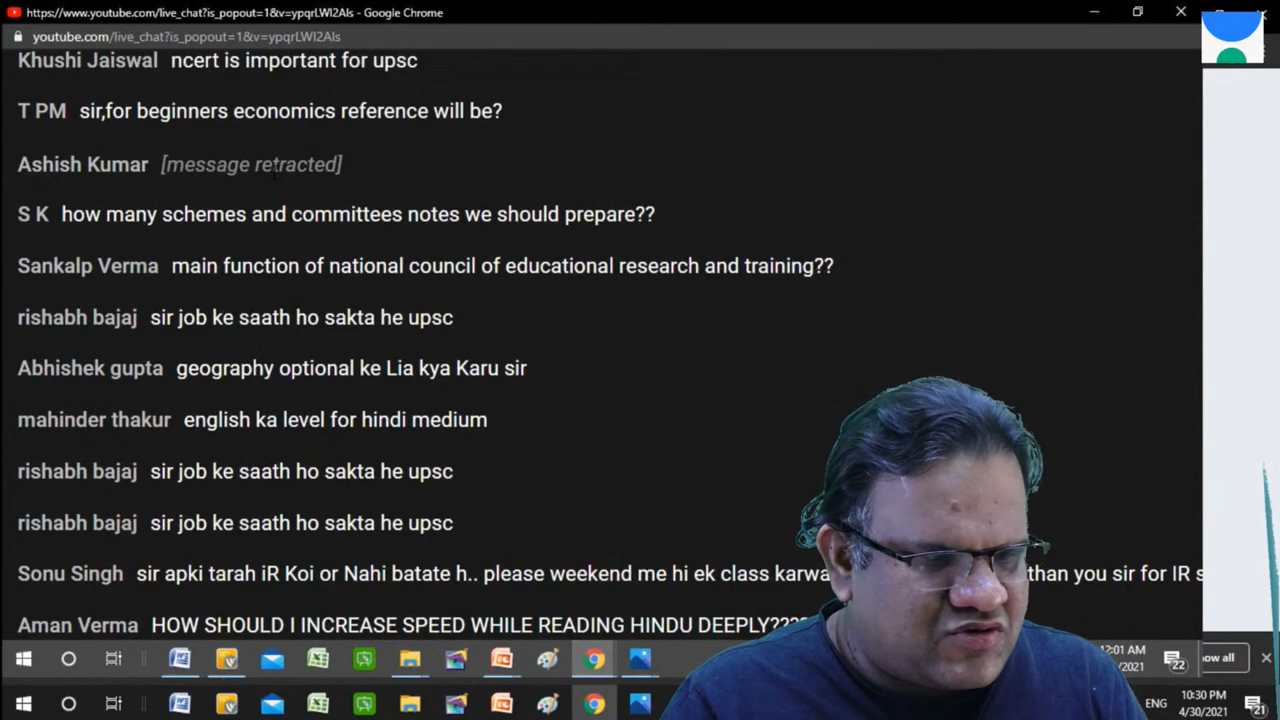 https://www.youtube.com/live_chat?is_popout=1&v=ypqrLWI2AIs - Google Chrome
youtube.com/live_chat?is_popout=1&v=ypqrLWI2AIs
Khushi Jaiswal ncert is important for upsc
T PM sir,for beginners economics reference will be?
Ashish Kumar [message retracted]
S K how many schemes and committees notes we should prepare??
Sankalp Verma main function of national council of educational research and training??
rishabh bajaj sir job ke saath ho sakta he upsc
Abhishek gupta geography optional ke Lia kya Karu sir
mahinder thakur english ka level for hindi medium
rishabh bajaj sir job ke saath ho sakta he upsc
rishabh bajaj sir job ke saath ho sakta he upsc
Sonu Singh sir apki tarah iR Koi or Nahi batate h.. please weekend me hi ek class than you sir for IR
Aman Verma HOW SHOULD I INCREASE SPEED WHILE READING HINDU DEEPLY???
22
10:30 PM
ENG
4/30/2021
21